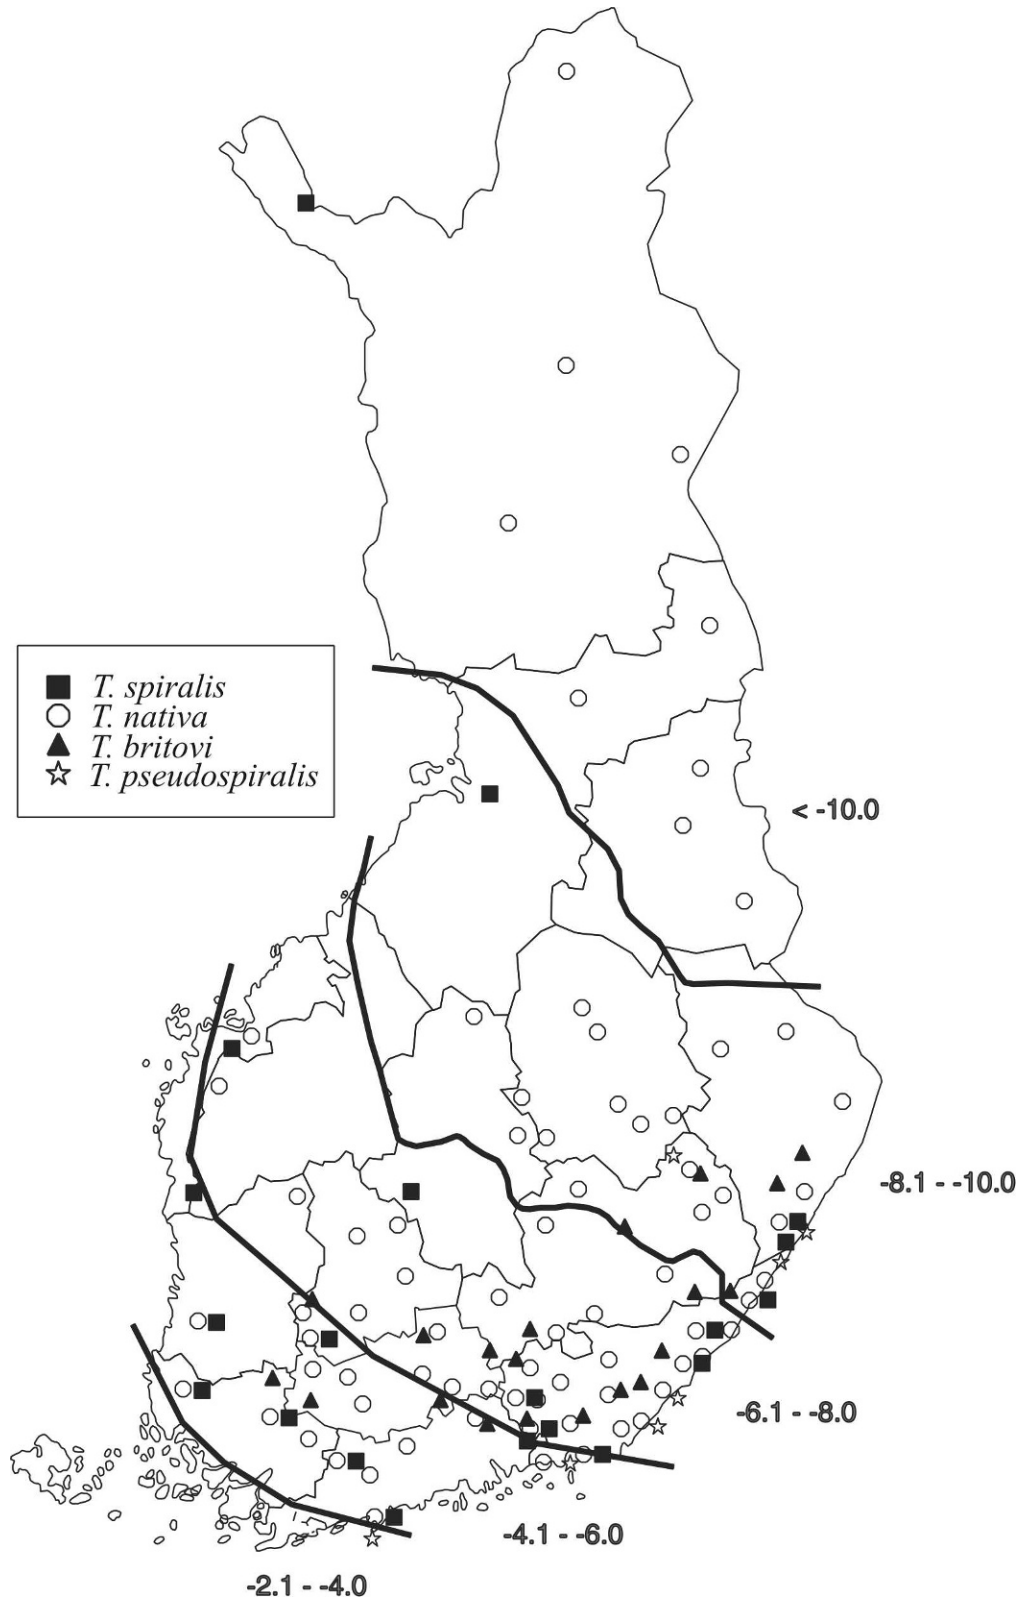 T. spiralis
T. nativa
T. britovi
T. pseudospiralis
< -10.0
-8.1 - -10.0
-6.1 - -8.0
-4.1 - -6.0
-2.1 - -4.0